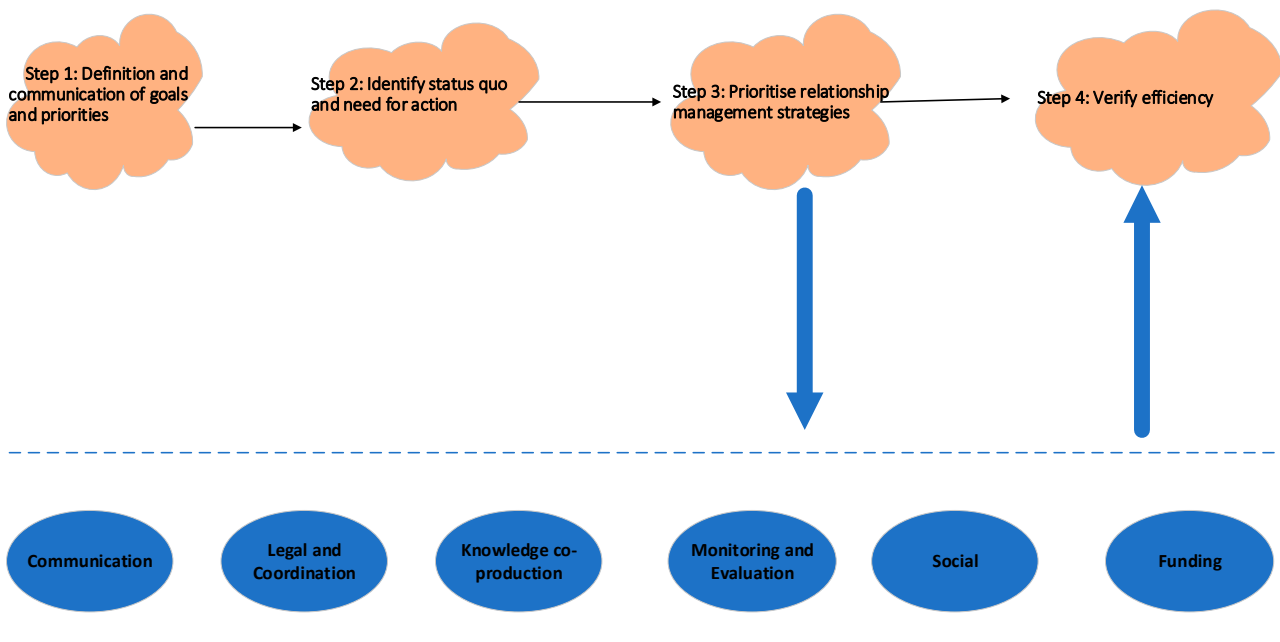 Step 1: Definition and
communication of goals
and priorities
Step 2: Identify status quo
and need for action
Step 3: Prioritise relationship
management strategies
Step 4: Verify efficiency
Communication
Legal and
Coordination
Knowledge co-
production
Monitoring and
Evaluation
Social
Funding